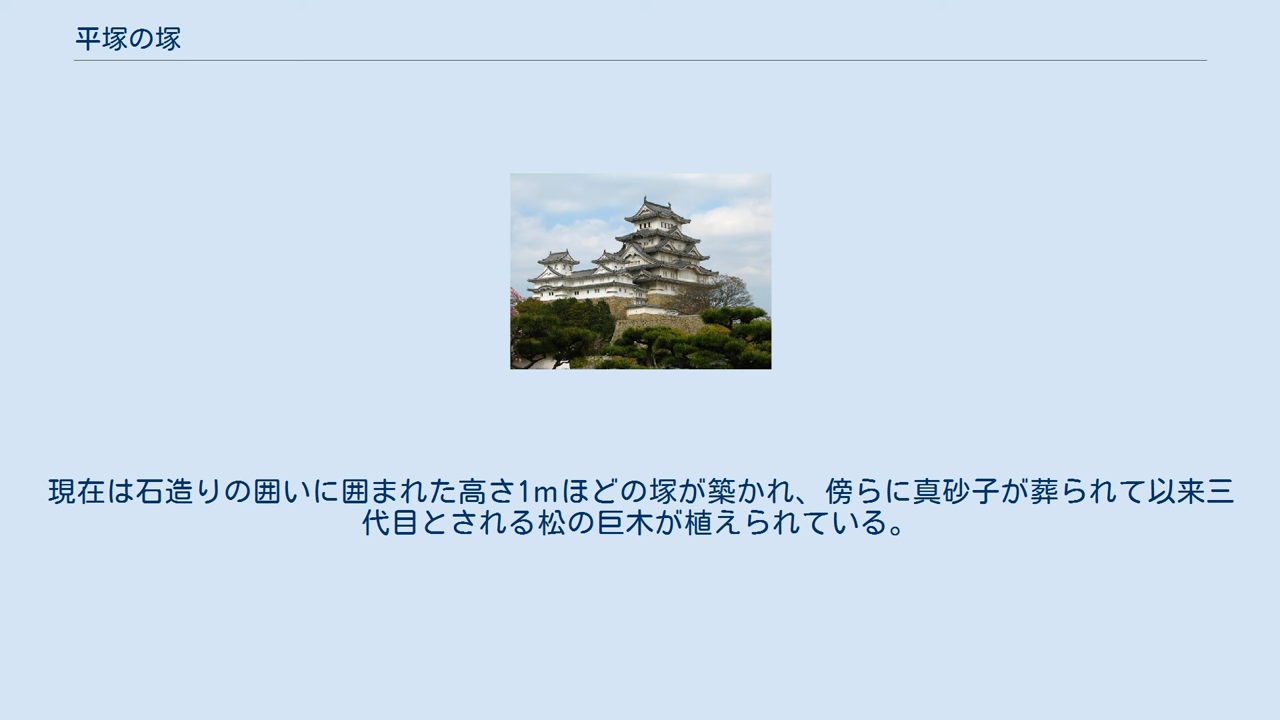 平塚の塚
現在は石造りの囲いに囲まれた高さ1mほどの塚が築かれ、傍らに真砂子が葬られて以来三
代目とされる松の巨木が植えられている。